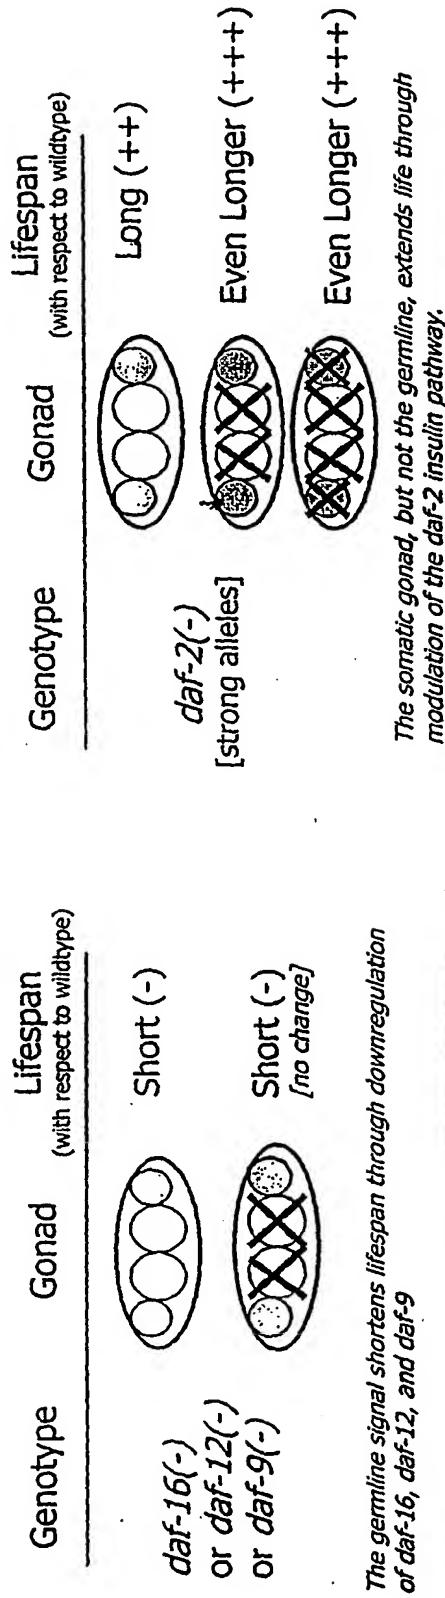 Genotype Gonad Lifespan
(with respect to wildtype)
daf-16(-)
or daf-12(-)
or daf-9(-)
Short (-)
Short (-)
[no change]
The germline signal shortens lifespan through downregulation
of daf-16, daf-12, and daf-9
Genotype Gonad Lifespan
(with respect to wildtype)
daf-2(-)
[strong alleles]
Long (++)
Even Longer (+++)
Even Longer (+++)
The somatic gonad, but not the germline, extends life through
modulation of the daf-2 insulin pathway.